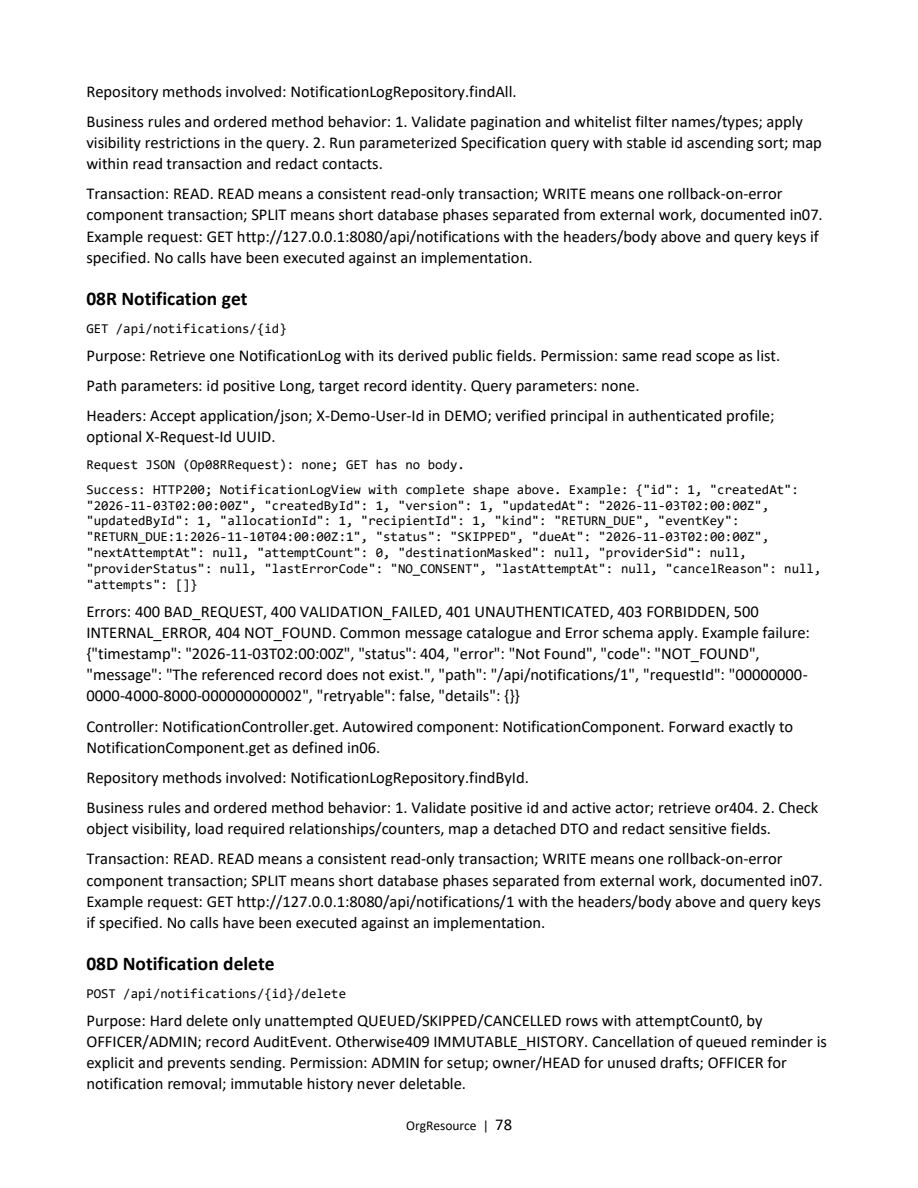 Repository methods involved: NotificationLogRepository.findAll.
Business rules and ordered method behavior: 1. Validate pagination and whitelist filter names/types; apply
visibility restrictions in the query. 2. Run parameterized Specification query with stable id ascending sort; map
within read transaction and redact contacts.
Transaction: READ. READ means a consistent read-only transaction; WRITE means one rollback-on-error
component transaction; SPLIT means short database phases separated from external work, documented in07.
Example request: GET http://127.0.0.1:8080/api/notifications with the headers/body above and query keys if
specified. No calls have been executed against an implementation.
08R Notification get
GET /api/notifications/{id}
Purpose: Retrieve one NotificationLog with its derived public fields. Permission: same read scope as list.
Path parameters: id positive Long, target record identity. Query parameters: none.
Headers: Accept application/json; X-Demo-User-Id in DEMO; verified principal in authenticated profile;
optional X-Request-Id UUID.
Request JSON (Op08RRequest): none; GET has no body.
Success: HTTP200; NotificationLogView with complete shape above. Example: {"id": 1, "createdAt":
"2026-11-03T02:00:00Z", "createdById": 1, "version": 1, "updatedAt": "2026-11-03T02:00:00Z",
"updatedById": 1, "allocationId": 1, "recipientId": 1, "kind": "RETURN_DUE", "eventKey":
"RETURN_DUE:1:2026-11-10T04:00:00Z:1", "status": "SKIPPED", "dueAt": "2026-11-03T02:00:00Z",
"nextAttemptAt": null, "attemptCount": 0, "destinationMasked": null, "providerSid": null,
"providerStatus": null, "lastErrorCode": "NO_CONSENT", "lastAttemptAt": null, "cancelReason": null,
"attempts": []}
Errors: 400 BAD_REQUEST, 400 VALIDATION_FAILED, 401 UNAUTHENTICATED, 403 FORBIDDEN, 500
INTERNAL_ERROR, 404 NOT_FOUND. Common message catalogue and Error schema apply. Example failure:
{"timestamp": "2026-11-03T02:00:00Z", "status": 404, "error": "Not Found", "code": "NOT_FOUND",
"message": "The referenced record does not exist.", "path": "/api/notifications/1", "requestId": "00000000-
0000-4000-8000-000000000002", "retryable": false, "details": {}}
Controller: NotificationController.get. Autowired component: NotificationComponent. Forward exactly to
NotificationComponent.get as defined in06.
Repository methods involved: NotificationLogRepository.findById.
Business rules and ordered method behavior: 1. Validate positive id and active actor; retrieve or404. 2. Check
object visibility, load required relationships/counters, map a detached DTO and redact sensitive fields.
Transaction: READ. READ means a consistent read-only transaction; WRITE means one rollback-on-error
component transaction; SPLIT means short database phases separated from external work, documented in07.
Example request: GET http://127.0.0.1:8080/api/notifications/1 with the headers/body above and query keys
if specified. No calls have been executed against an implementation.
08D Notification delete
POST /api/notifications/{id}/delete
Purpose: Hard delete only unattempted QUEUED/SKIPPED/CANCELLED rows with attemptCount0, by
OFFICER/ADMIN; record AuditEvent. Otherwise409 IMMUTABLE_HISTORY. Cancellation of queued reminder is
explicit and prevents sending. Permission: ADMIN for setup; owner/HEAD for unused drafts; OFFICER for
notification removal; immutable history never deletable.
OrgResource | 78